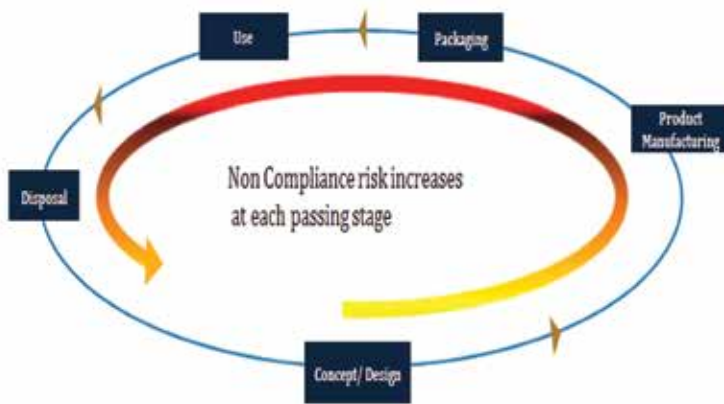 Use
Packaging
Product
Manufacturing
Non Compliance risk increases
at each passing stage
Disposal
Concept/ Design